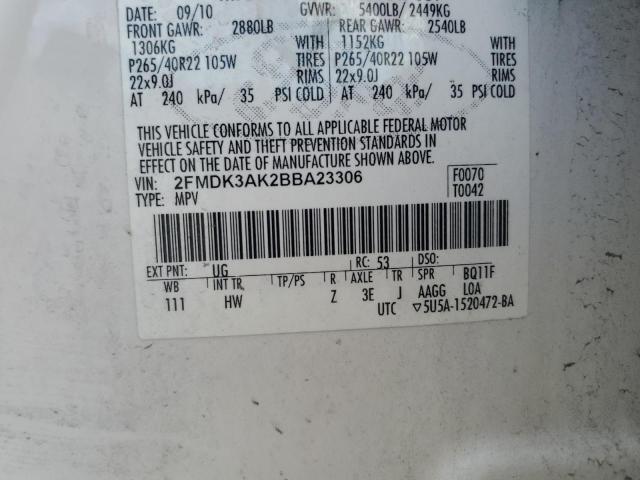 DATE: 09/10 GVWR: 5400LB/ 2449KG
FRONT GAWR: 2880LB REAR GAWR: 2540LB
1306KG WITH 1152KG WITH
P265/40R22 105W TIRES P265/40R22 105W TIRES
22x9.0J RIMS 22x9.0J RIMS
AT 240 kPa/ 35 PSI COLD AT 240 kPa/ 35 PSI COLD
THIS VEHICLE CONFORMS TO ALL APPLICABLE FEDERAL MOTOR
VEHICLE SAFETY AND THEFT PREVENTION STANDARDS IN EFFECT
ON THE DATE OF MANUFACTURE SHOWN ABOVE.
VIN: 2FMDK3AK2BBA23306 F0070
TYPE: MPV T0042
EXT PNT: UG RC: 53 DSO:
WB INT TR TP/PS R AXLE TR SPR BQ11F
111 HW Z 3E J AAGG LOA
UTC ▽5U5A-1520472-BA